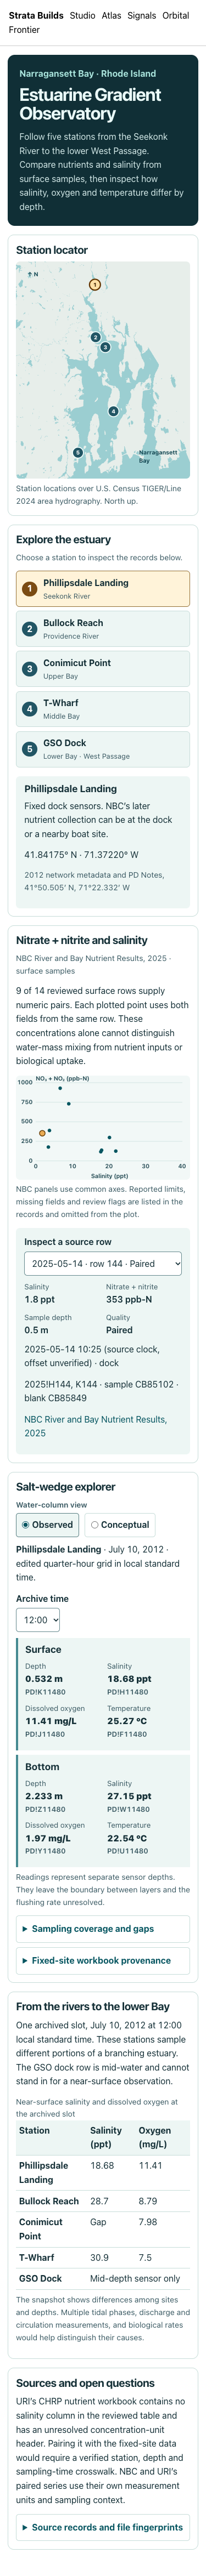 Strata Builds Studio Atlas Signals Orbital
Frontier
Narragansett Bay · Rhode Island
Estuarine Gradient
Observatory
Follow five stations from the Seekonk
River to the lower West Passage.
Compare nutrients and salinity from
surface samples, then inspect how
salinity, oxygen and temperature differ by
depth.
Station locator
↑ N
1
2
3
4
5
Narragansett
Bay
Station locations over U.S. Census TIGER/Line
2024 area hydrography. North up.
Explore the estuary
Choose a station to inspect the records below.
1 Phillipsdale Landing
Seekonk River
2 Bullock Reach
Providence River
3 Conimicut Point
Upper Bay
4 T-Wharf
Middle Bay
5 GSO Dock
Lower Bay · West Passage
Phillipsdale Landing
Fixed dock sensors. NBC's later
nutrient collection can be at the dock
or a nearby boat site.
41.84175° N · 71.37220° W
2012 network metadata and PD Notes,
41°50.505′ N, 71°22.332′ W
Nitrate + nitrite and salinity
NBC River and Bay Nutrient Results, 2025 ·
surface samples
9 of 14 reviewed surface rows supply
numeric pairs. Each plotted point uses both
fields from the same row. These
concentrations alone cannot distinguish
water-mass mixing from nutrient inputs or
biological uptake.
NO₃ + NO₂ (ppb-N)
1000
750
500
250
0
0 10 20 30 40
Salinity (ppt)
NBC panels use common axes. Reported limits,
missing fields and review flags are listed in the
records and omitted from the plot.
Inspect a source row
2025-05-14 · row 144 · Paired
Salinity Nitrate + nitrite
1.8 ppt 353 ppb-N
Sample depth Quality
0.5 m Paired
2025-05-14 10:25 (source clock,
offset unverified) · dock
2025!H144, K144 · sample CB85102 ·
blank CB85849
NBC River and Bay Nutrient Results,
2025
Salt-wedge explorer
Water-column view
Observed Conceptual
Phillipsdale Landing · July 10, 2012 ·
edited quarter-hour grid in local standard
time.
Archive time
12:00
Surface
Depth Salinity
0.532 m 18.68 ppt
PD!K11480 PD!H11480
Dissolved oxygen Temperature
11.41 mg/L 25.27 °C
PD!J11480 PD!F11480
Bottom
Depth Salinity
2.233 m 27.15 ppt
PD!Z11480 PD!W11480
Dissolved oxygen Temperature
1.97 mg/L 22.54 °C
PD!Y11480 PD!U11480
Readings represent separate sensor depths.
They leave the boundary between layers and the
flushing rate unresolved.
▸ Sampling coverage and gaps
▸ Fixed-site workbook provenance
From the rivers to the lower Bay
One archived slot, July 10, 2012 at 12:00
local standard time. These stations sample
different portions of a branching estuary.
The GSO dock row is mid-water and cannot
stand in for a near-surface observation.
Near-surface salinity and dissolved oxygen at
the archived slot
Station Salinity Oxygen
(ppt) (mg/L)
Phillipsdale 18.68 11.41
Landing
Bullock Reach 28.7 8.79
Conimicut Gap 7.98
Point
T-Wharf 30.9 7.5
GSO Dock Mid-depth sensor only
The snapshot shows differences among sites
and depths. Multiple tidal phases, discharge and
circulation measurements, and biological rates
would help distinguish their causes.
Sources and open questions
URI's CHRP nutrient workbook contains no
salinity column in the reviewed table and
has an unresolved concentration-unit
header. Pairing it with the fixed-site data
would require a verified station, depth and
sampling-time crosswalk. NBC and URI's
paired series use their own measurement
units and sampling context.
▸ Source records and file fingerprints